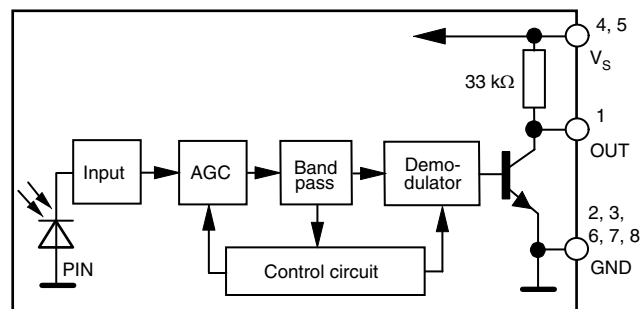 4, 5
V_S
33 kΩ
1
OUT
Input
AGC
Band
pass
Demo-
dulator
2, 3,
6, 7, 8
GND
PIN
Control circuit